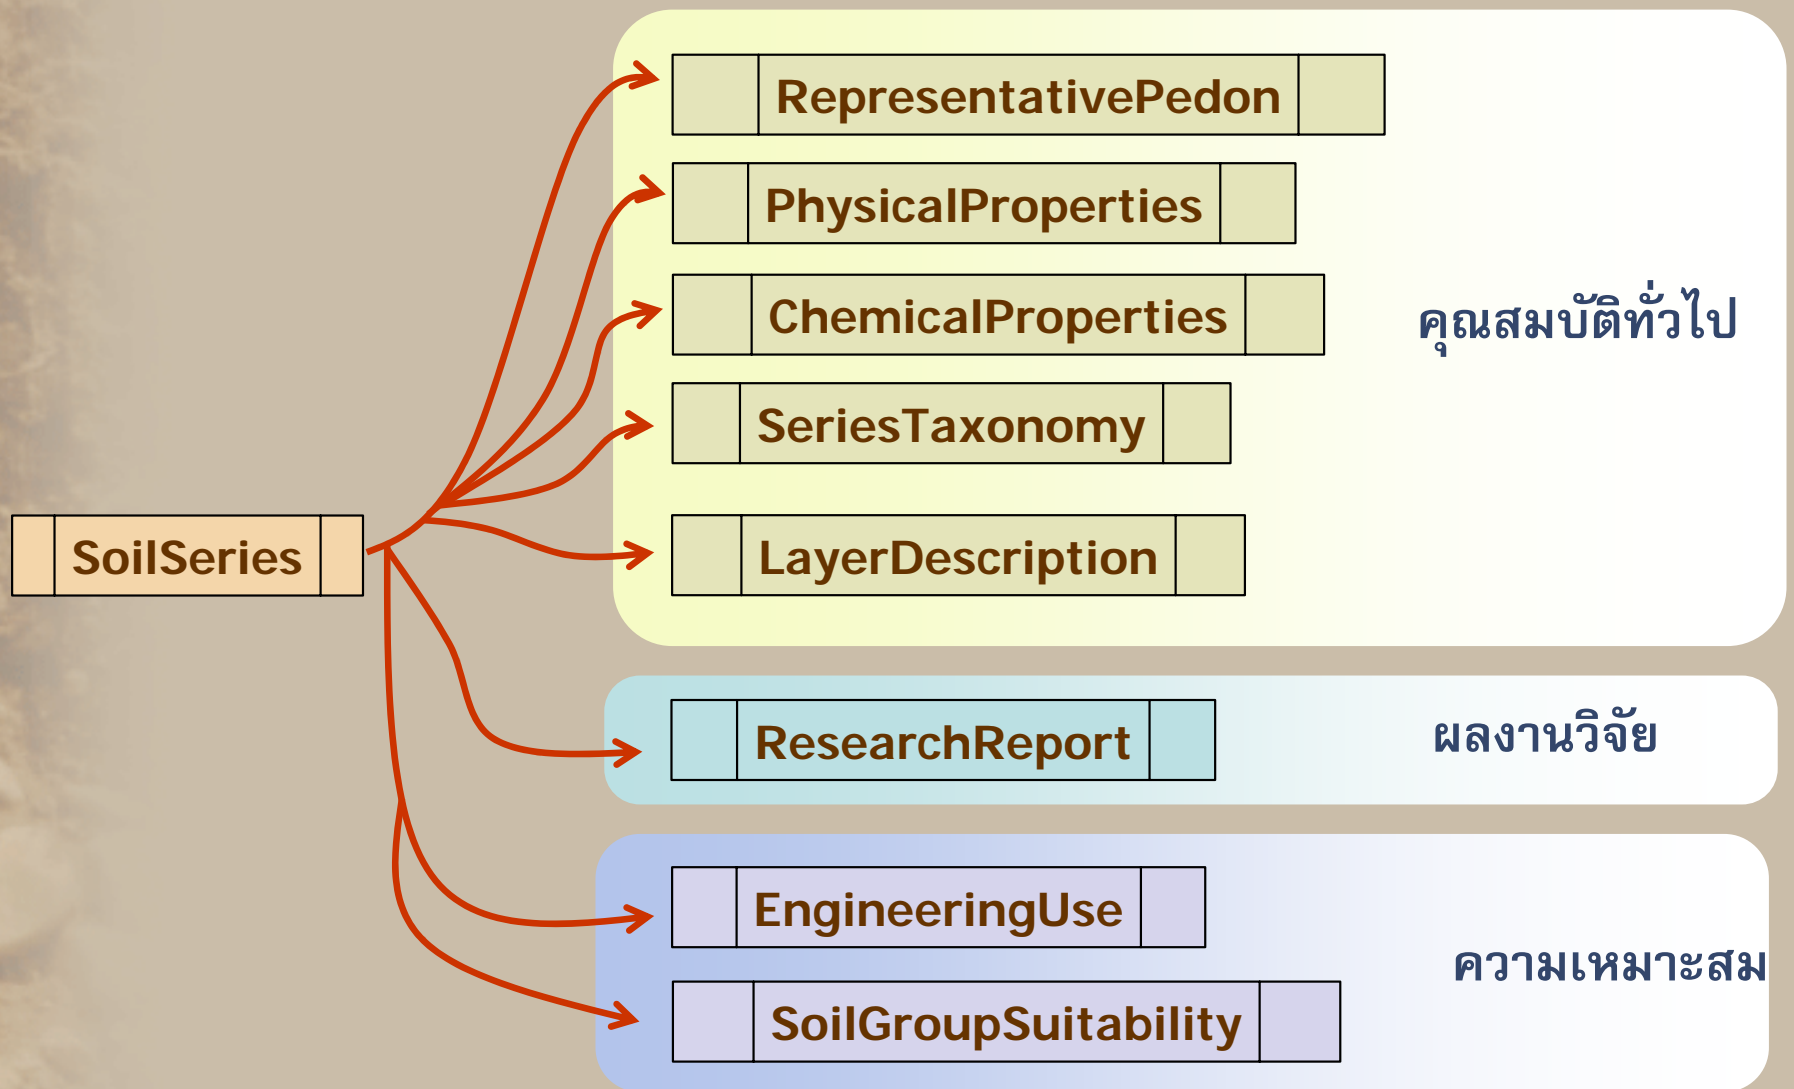 RepresentativePedon
PhysicalProperties
ChemicalProperties
คุณสมบัติทั่วไป
SeriesTaxonomy
SoilSeries
LayerDescription
ResearchReport
ผลงานวิจัย
EngineeringUse
ความเหมาะสม
SoilGroupSuitability